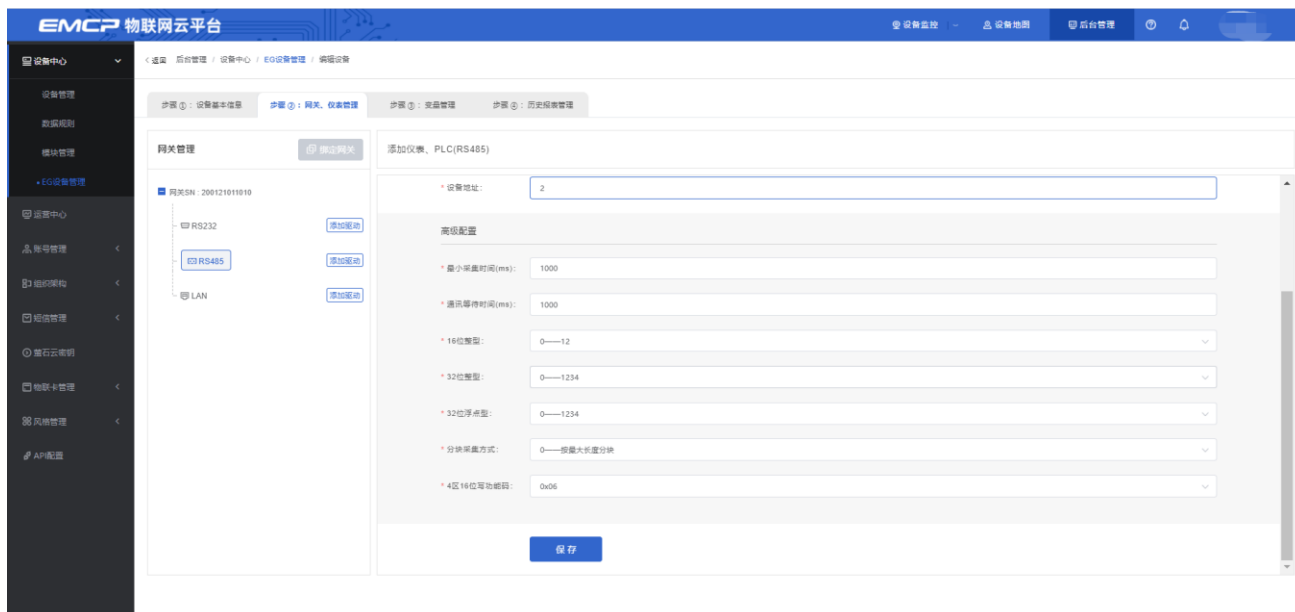 EMCP 物联网云平台
设备监控
设备地图
后台管理
设备中心
设备管理
数据规则
模块管理
•EG设备管理
运营中心
账号管理
组织架构
短信管理
萤石云密钥
物联卡管理
风格管理
API配置
< 返回 后台管理 / 设备中心 / EG设备管理 / 编辑设备
步骤①：设备基本信息
步骤②：网关、仪表管理
步骤③：变量管理
步骤④：历史报表管理
网关管理
绑定网关
网关SN : 200121011010
RS232 添加驱动
RS485 添加驱动
LAN 添加驱动
添加仪表、PLC(RS485)
* 设备地址： 2
高级配置
* 最小采集时间(ms)： 1000
* 通讯等待时间(ms)： 1000
* 16位整型： 0——12
* 32位整型： 0——1234
* 32位浮点型： 0——1234
* 分块采集方式： 0——按最大长度分块
* 4区16位写功能码： 0x06
保存